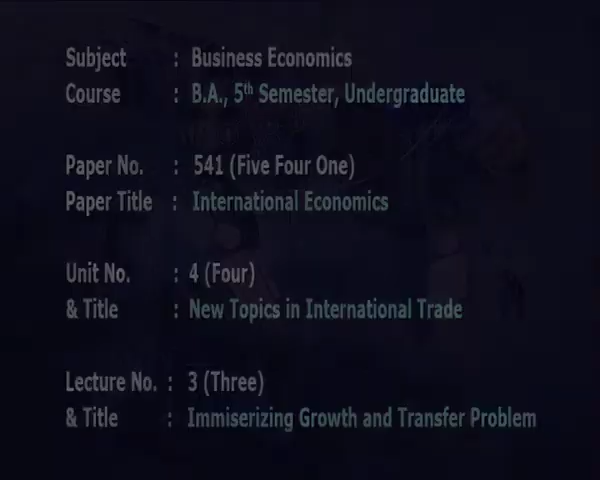 Subject : Business Economics
Course : B.A., 5th Semester, Undergraduate
Paper No. : 541 (Five Four One)
Paper Title : International Economics
Unit No. : 4 (Four)
& Title : New Topics in International Trade
Lecture No. : 3 (Three)
& Title : Immiserizing Growth and Transfer Problem